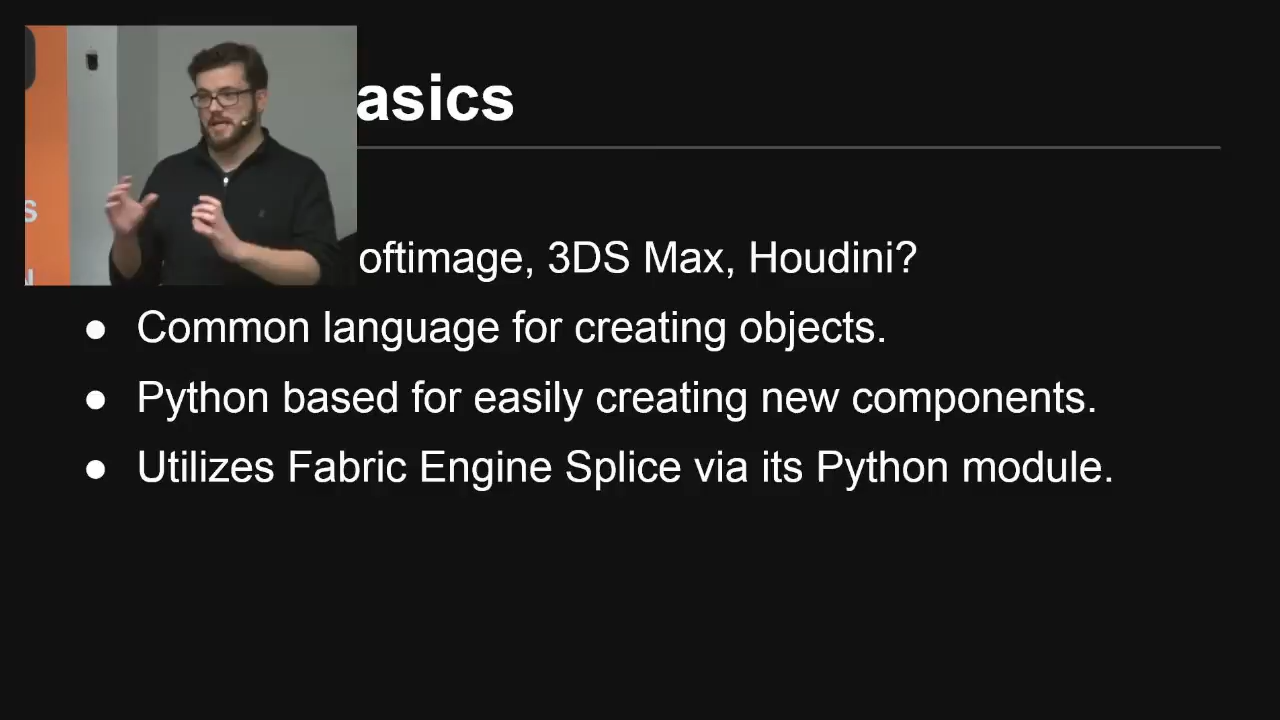 asics
oftimage, 3DS Max, Houdini?
● Common language for creating objects.
● Python based for easily creating new components.
● Utilizes Fabric Engine Splice via its Python module.
S